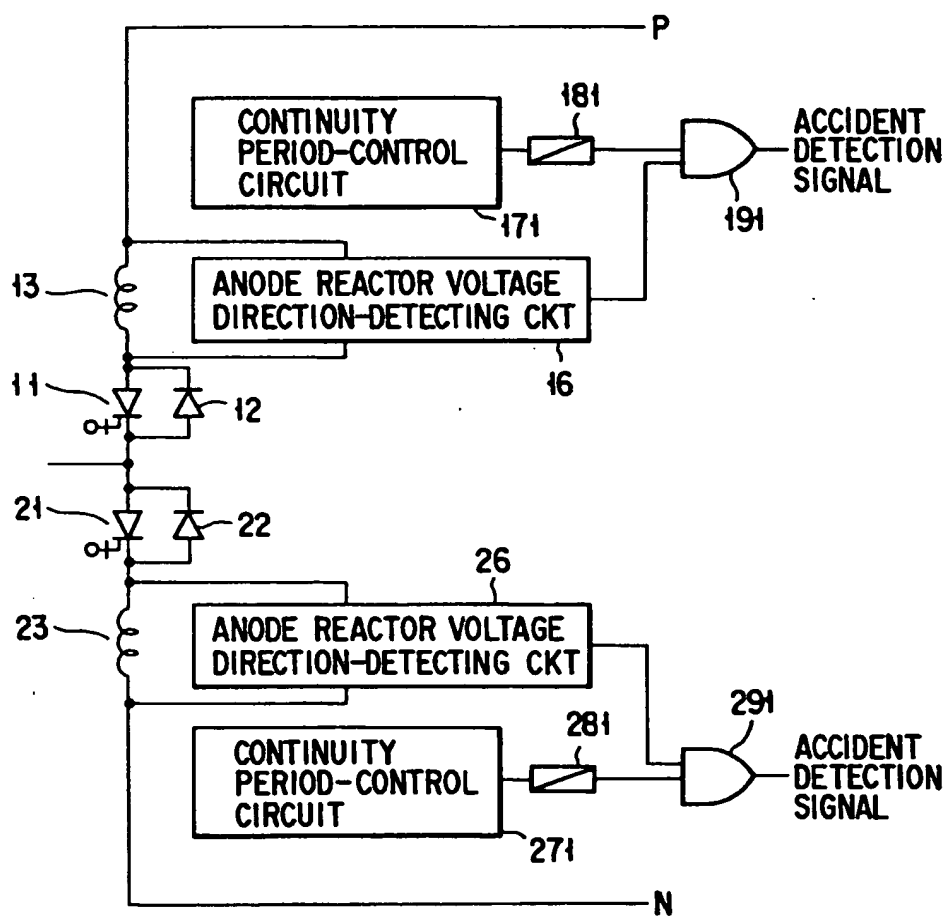 P
181
CONTINUITY
PERIOD-CONTROL
CIRCUIT
ACCIDENT
DETECTION
SIGNAL
171
191
13
ANODE REACTOR VOLTAGE
DIRECTION-DETECTING CKT
16
11
12
21
22
26
23
ANODE REACTOR VOLTAGE
DIRECTION-DETECTING CKT
281
291
CONTINUITY
PERIOD-CONTROL
CIRCUIT
ACCIDENT
DETECTION
SIGNAL
271
N